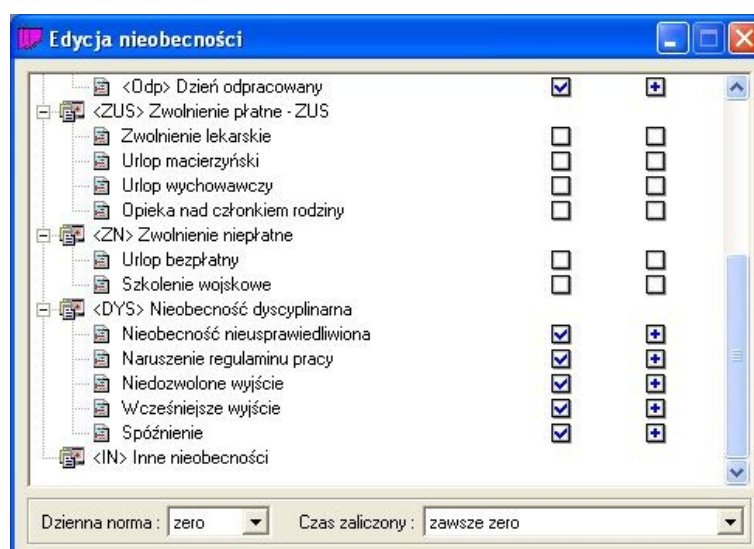 Edycja nieobecności
<Odp> Dzień odpracowany
<ZUS> Zwolnienie płatne - ZUS
Zwolnienie lekarskie
Urlop macierzyński
Urlop wychowawczy
Opieka nad członkiem rodziny
<ZN> Zwolnienie niepłatne
Urlop bezpłatny
Szkolenie wojskowe
<DYS> Nieobecność dyscyplinarna
Nieobecność nieusprawiedliwiona
Naruszenie regulaminu pracy
Niedozwolone wyjście
Wcześniejsze wyjście
Spóźnienie
<IN> Inne nieobecności
Dzienna norma : zero Czas zaliczony : zawsze zero